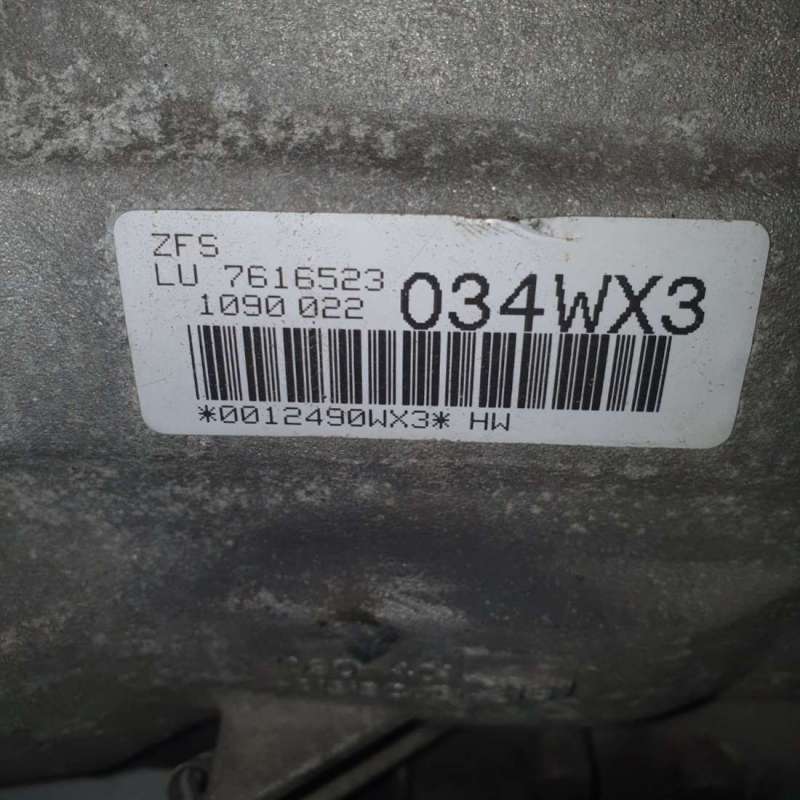 ZFS
LU 7616523
1090 022
034WX3
*0012490WX3* HW